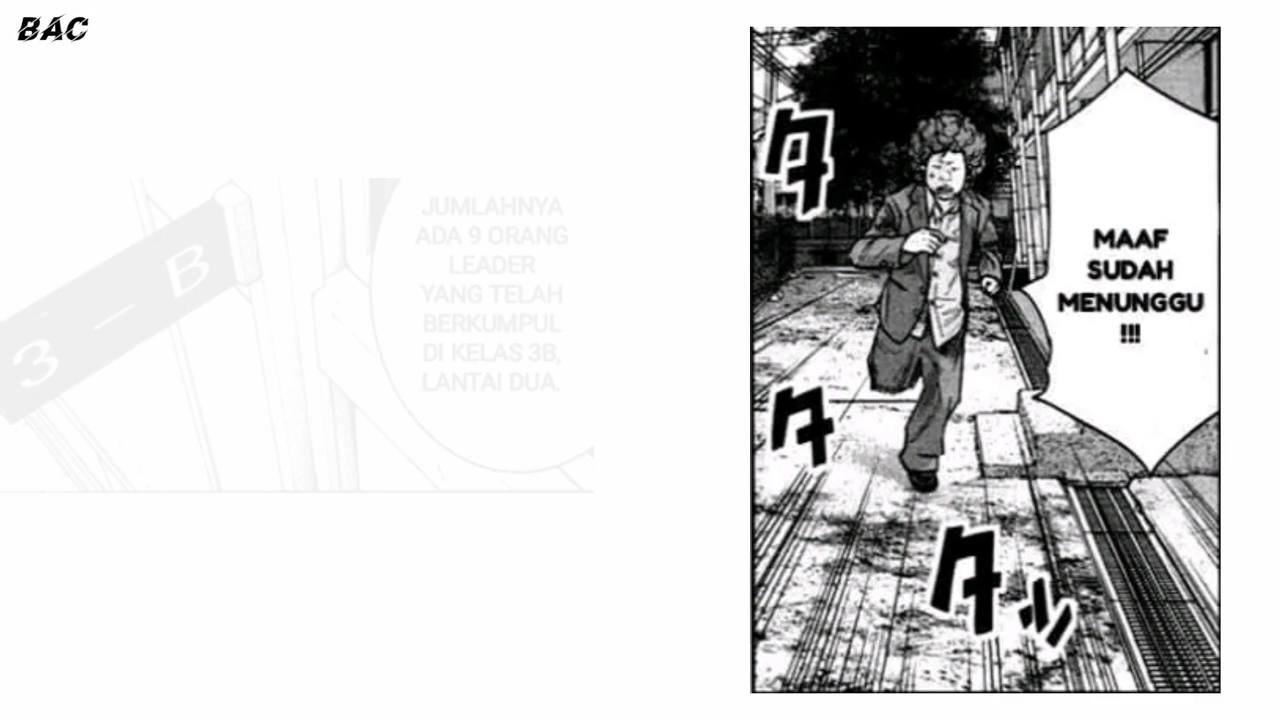 BAC
3 - B
JUMLAHNYA
ADA 9 ORANG
LEADER
YANG TELAH
BERKUMPUL
DI KELAS 3B,
LANTAI DUA.
タ
MAAF
SUDAH
MENUNGGU
!!!
タ
タッ